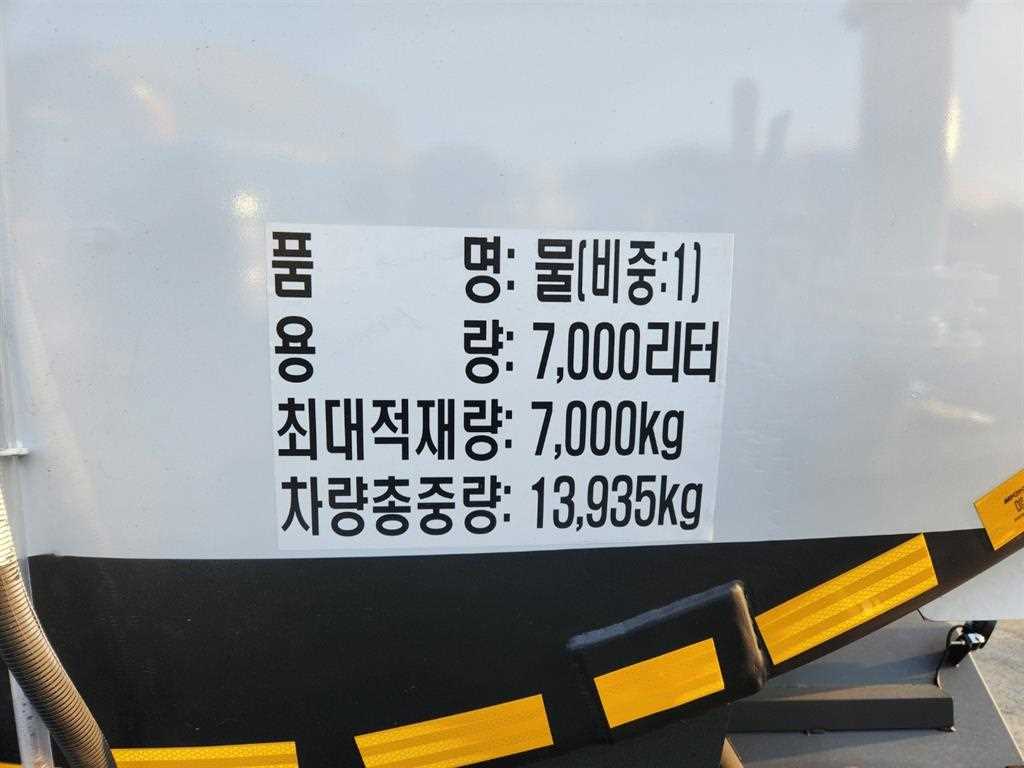 품 명: 물(비중:1)
용 량: 7,000리터
최대적재량: 7,000kg
차량총중량: 13,935kg